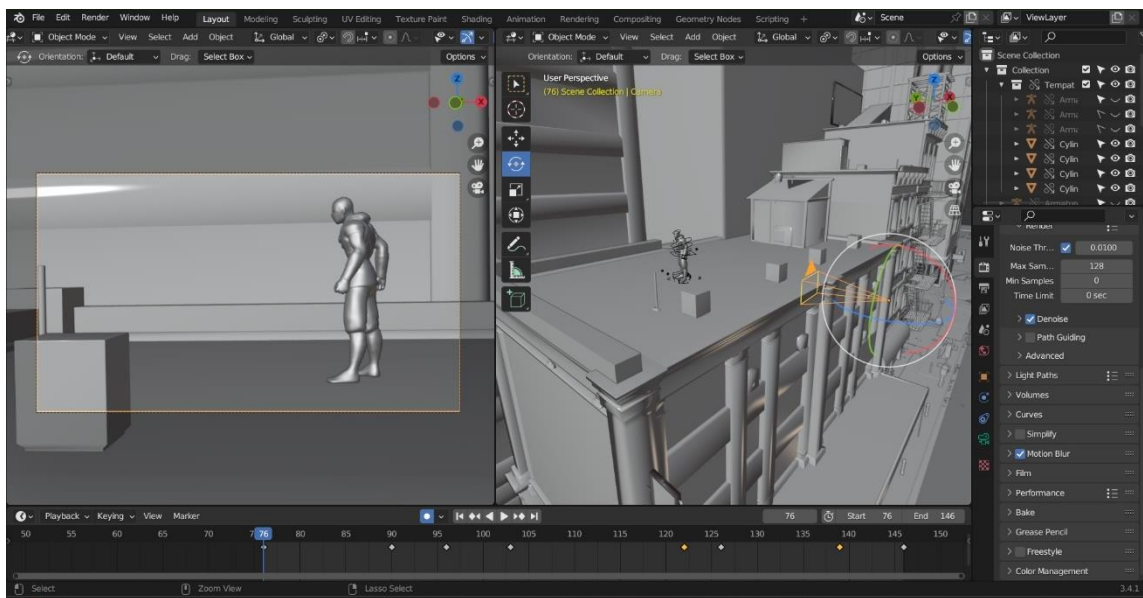 File Edit Render Window Help Layout Modeling Sculpting UV Editing Texture Paint Shading Animation Rendering Compositing Geometry Nodes Scripting + Scene ViewLayer
Object Mode View Select Add Object Global
Object Mode View Select Add Object Global
Orientation: Default Drag: Select Box Options
Orientation: Default Drag: Select Box Options
User Perspective
(76) Scene Collection | Camera
Z
X
Z
Y
X
Scene Collection
Collection
Tempat
Arma
Arma
Arma
Cylin
Cylin
Cylin
Cylin
Armatur
Render
Noise Thr... 0.0100
Max Sam... 128
Min Samples 0
Time Limit 0 sec
Denoise
Path Guiding
Advanced
Light Paths
Volumes
Curves
Simplify
Motion Blur
Film
Performance
Bake
Grease Pencil
Freestyle
Color Management
Playback Keying View Marker 76 Start 76 End 146
50 55 60 65 70 76 80 85 90 95 100 105 110 115 120 125 130 135 140 145 150
Select Zoom View Lasso Select 3.4.1